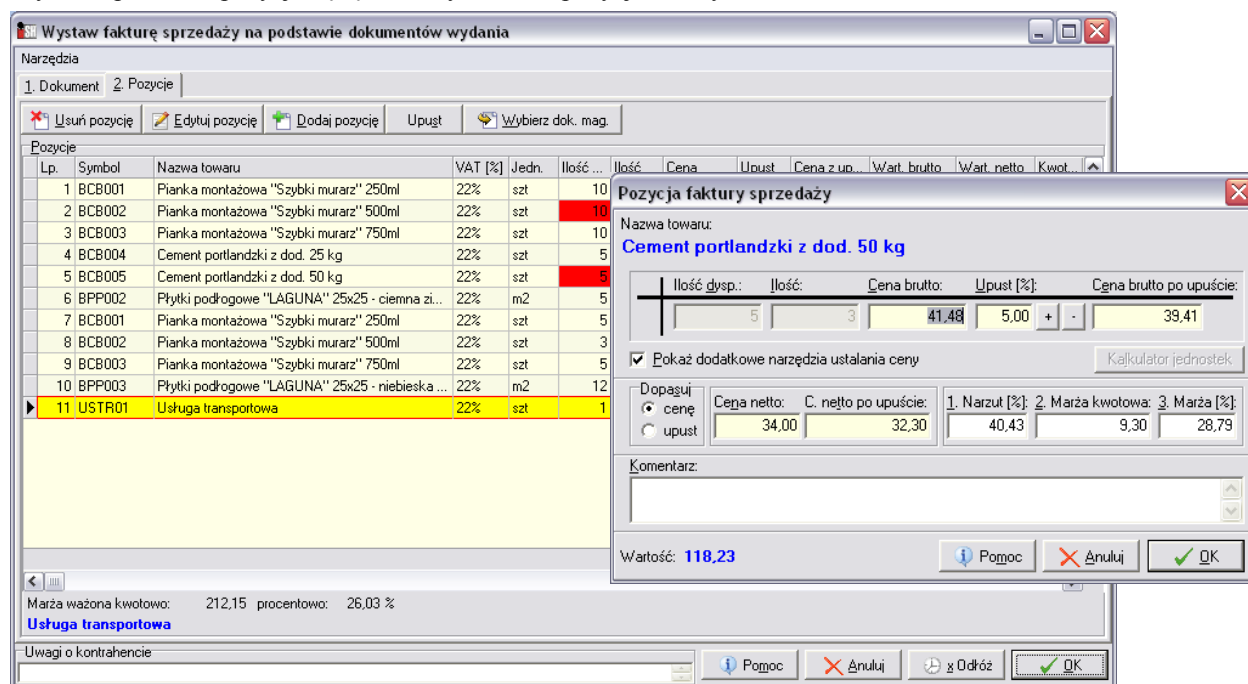 Wystaw fakturę sprzedaży na podstawie dokumentów wydania
Narzędzia
1. Dokument 2. Pozycje
Usuń pozycję Edytuj pozycję Dodaj pozycję Upust Wybierz dok. mag.
Pozycje
Lp. Symbol Nazwa towaru VAT [%] Jedn. Ilość ... Ilość Cena Upust Cena z up... Wart. brutto Wart. netto Kwot...
1 BCB001 Pianka montażowa "Szybki murarz" 250ml 22% szt 10
2 BCB002 Pianka montażowa "Szybki murarz" 500ml 22% szt 10
3 BCB003 Pianka montażowa "Szybki murarz" 750ml 22% szt 10
4 BCB004 Cement portlandzki z dod. 25 kg 22% szt 5
5 BCB005 Cement portlandzki z dod. 50 kg 22% szt 5
6 BPP002 Płytki podłogowe "LAGUNA" 25x25 - ciemna zi... 22% m2 5
7 BCB001 Pianka montażowa "Szybki murarz" 250ml 22% szt 5
8 BCB002 Pianka montażowa "Szybki murarz" 500ml 22% szt 3
9 BCB003 Pianka montażowa "Szybki murarz" 750ml 22% szt 5
10 BPP003 Płytki podłogowe "LAGUNA" 25x25 - niebieska ... 22% m2 12
11 USTR01 Usługa transportowa 22% szt 1
Pozycja faktury sprzedaży
Nazwa towaru:
Cement portlandzki z dod. 50 kg
Ilość dysp.: Ilość: Cena brutto: Upust [%]: Cena brutto po upuście:
5 3 41,48 5,00 + - 39,41
Pokaż dodatkowe narzędzia ustalania ceny Kalkulator jednostek
Dopasuj
cenę
upust
Cena netto: C. netto po upuście: 1. Narzut [%]: 2. Marża kwotowa: 3. Marża [%]:
34,00 32,30 40,43 9,30 28,79
Komentarz:
Wartość: 118,23 Pomoc Anuluj OK
Marża ważona kwotowo: 212,15 procentowo: 26,03 %
Usługa transportowa
Uwagi o kontrahencie
Pomoc Anuluj x Odłóż OK